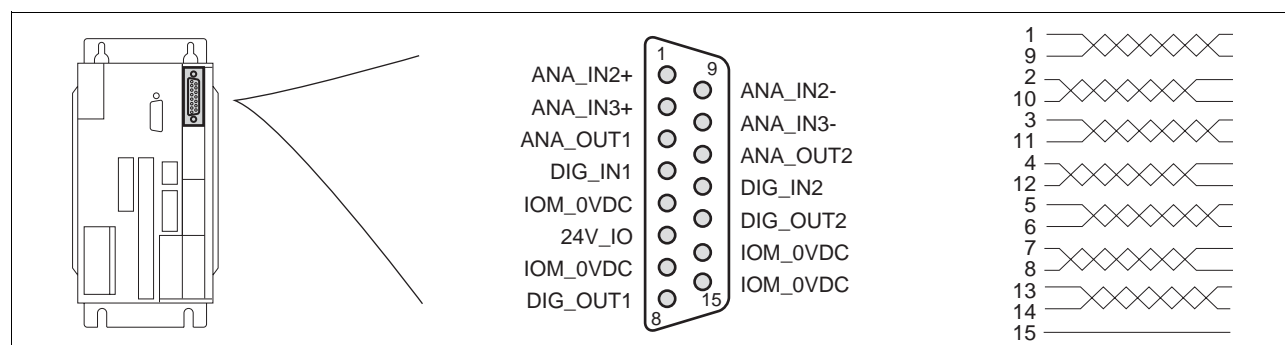 1
9
ANA_IN2+
ANA_IN2-
ANA_IN3+
ANA_IN3-
ANA_OUT1
ANA_OUT2
DIG_IN1
DIG_IN2
IOM_0VDC
DIG_OUT2
24V_IO
IOM_0VDC
IOM_0VDC
IOM_0VDC
DIG_OUT1
15
8
1
9
2
10
3
11
4
12
5
6
7
8
13
14
15